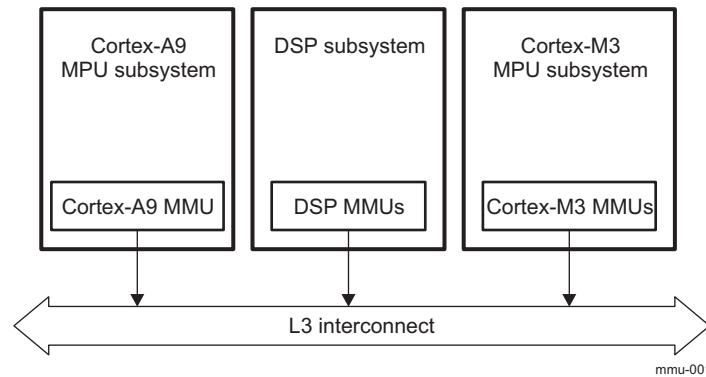 Cortex-A9
MPU subsystem
DSP subsystem
Cortex-M3
MPU subsystem
Cortex-A9 MMU
DSP MMUs
Cortex-M3 MMUs
L3 interconnect
mmu-001